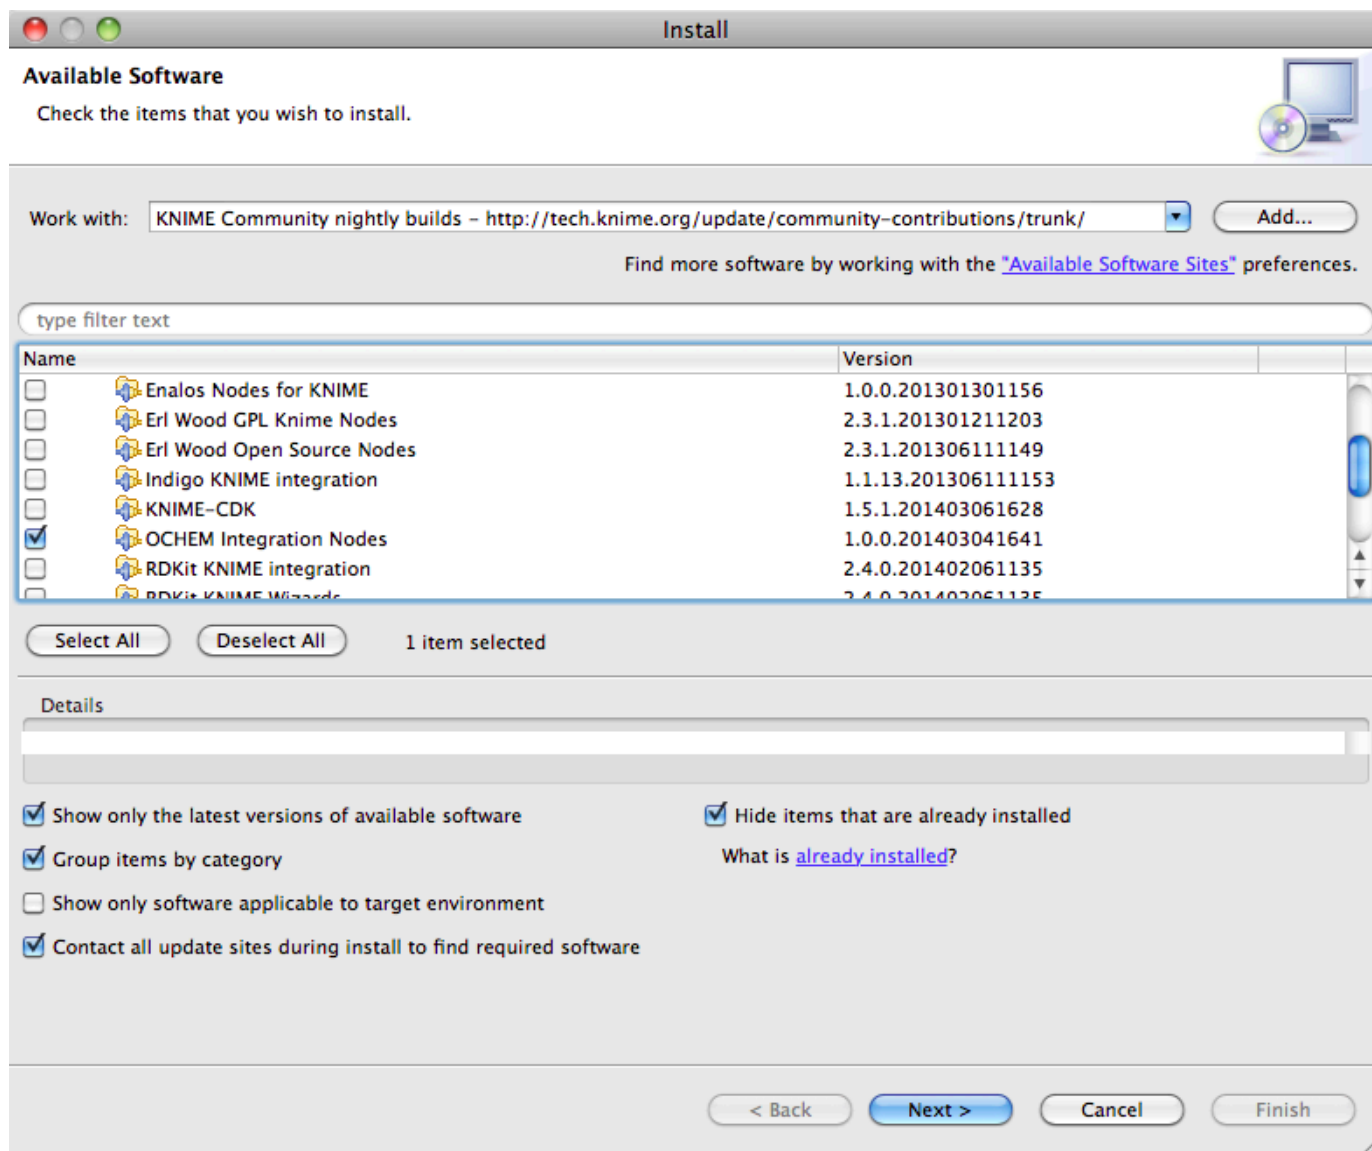 Install
Available Software
Check the items that you wish to install.
Work with: KNIME Community nightly builds - http://tech.knime.org/update/community-contributions/trunk/ Add...
Find more software by working with the "Available Software Sites" preferences.
type filter text
Name Version
Enalos Nodes for KNIME 1.0.0.201301301156
Erl Wood GPL Knime Nodes 2.3.1.201301211203
Erl Wood Open Source Nodes 2.3.1.201306111149
Indigo KNIME integration 1.1.13.201306111153
KNIME-CDK 1.5.1.201403061628
OCHEM Integration Nodes 1.0.0.201403041641
RDKit KNIME integration 2.4.0.201402061135
RDKit KNIME Wizards 2.4.0.201402061135
Select All Deselect All 1 item selected
Details
Show only the latest versions of available software Hide items that are already installed
Group items by category What is already installed?
Show only software applicable to target environment
Contact all update sites during install to find required software
< Back Next > Cancel Finish